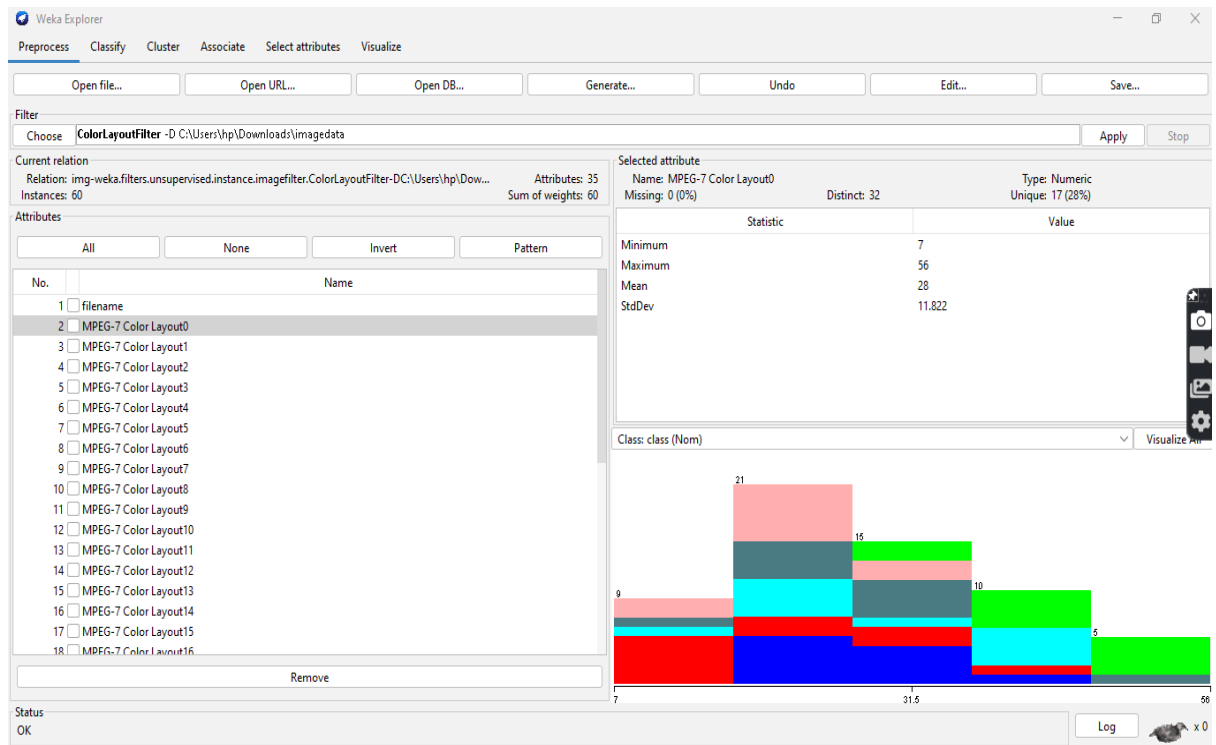 Weka Explorer
Preprocess Classify Cluster Associate Select attributes Visualize
Open file... Open URL... Open DB... Generate... Undo Edit... Save...
Filter
Choose ColorLayoutFilter -D C:\Users\hp\Downloads\imagedata Apply Stop
Current relation
Relation: img-weka.filters.unsupervised.instance.imagefilter.ColorLayoutFilter-DC:\Users\hp\Dow... Attributes: 35
Instances: 60 Sum of weights: 60
Attributes
All None Invert Pattern
No. Name
1 filename
2 MPEG-7 Color Layout0
3 MPEG-7 Color Layout1
4 MPEG-7 Color Layout2
5 MPEG-7 Color Layout3
6 MPEG-7 Color Layout4
7 MPEG-7 Color Layout5
8 MPEG-7 Color Layout6
9 MPEG-7 Color Layout7
10 MPEG-7 Color Layout8
11 MPEG-7 Color Layout9
12 MPEG-7 Color Layout10
13 MPEG-7 Color Layout11
14 MPEG-7 Color Layout12
15 MPEG-7 Color Layout13
16 MPEG-7 Color Layout14
17 MPEG-7 Color Layout15
18 MPEG-7 Color Layout16
Remove
Selected attribute
Name: MPEG-7 Color Layout0 Type: Numeric
Missing: 0 (0%) Distinct: 32 Unique: 17 (28%)
Statistic Value
Minimum 7
Maximum 56
Mean 28
StdDev 11.822
Class: class (Nom) Visualize All
21
15
9
10
5
7 31.5 56
Status
OK Log x 0